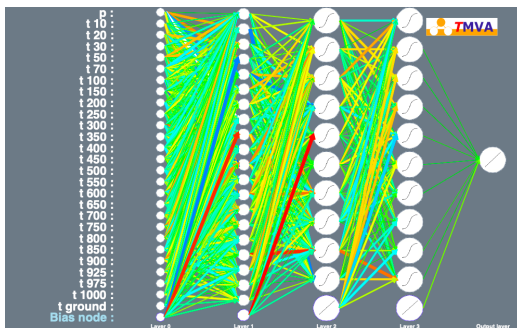 p :
t 10 :
t 20 :
t 30 :
t 50 :
t 70 :
t 100 :
t 150 :
t 200 :
t 250 :
t 300 :
t 350 :
t 400 :
t 450 :
t 500 :
t 550 :
t 600 :
t 650 :
t 700 :
t 750 :
t 800 :
t 850 :
t 900 :
t 925 :
t 975 :
t 1000 :
t ground :
Bias node :
TMVA
Layer 0
Layer 1
Layer 2
Layer 3
Output layer